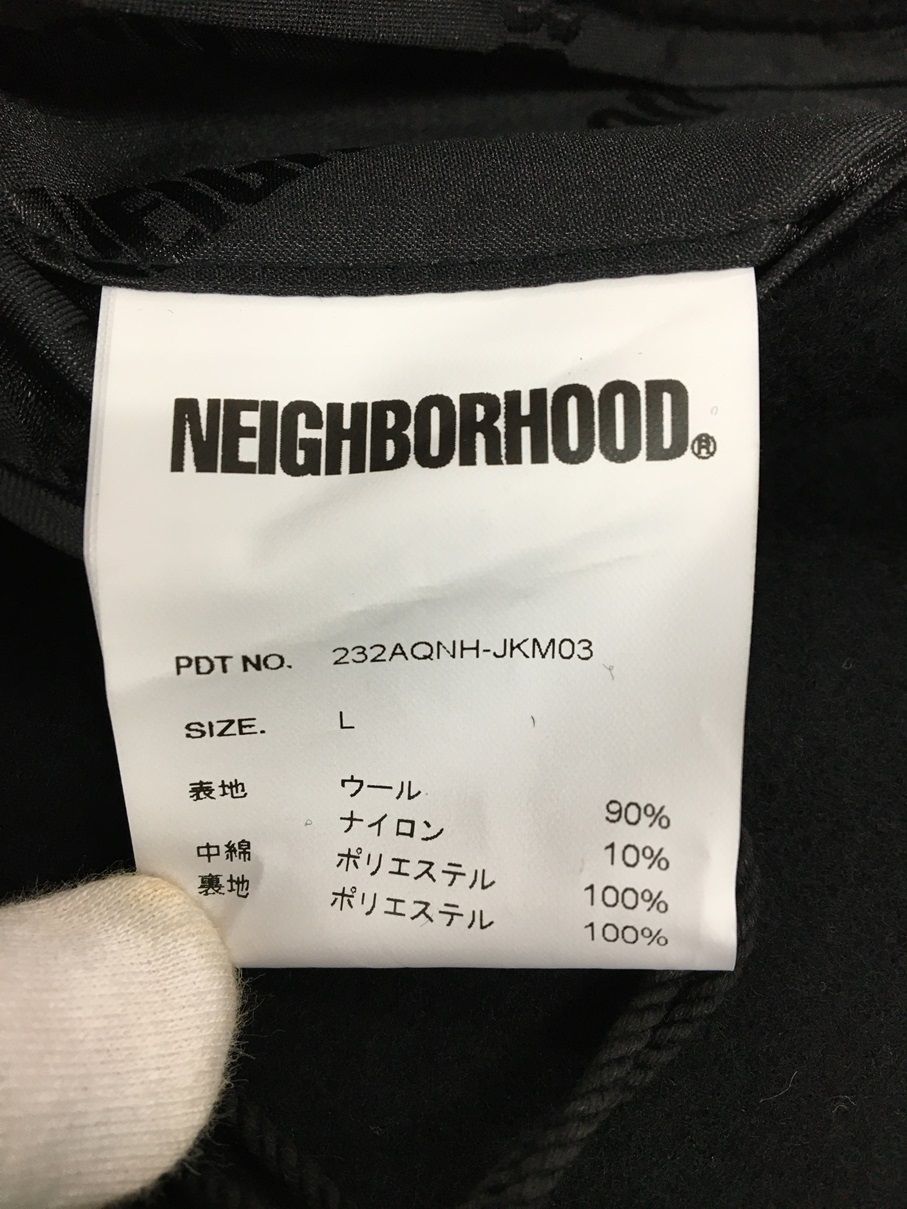 NEIGHBORHOOD®
PDT NO. 232AQNH-JKM03
SIZE. L
表地 ウール 90%
ナイロン 10%
中綿 ポリエステル 100%
裏地 ポリエステル 100%